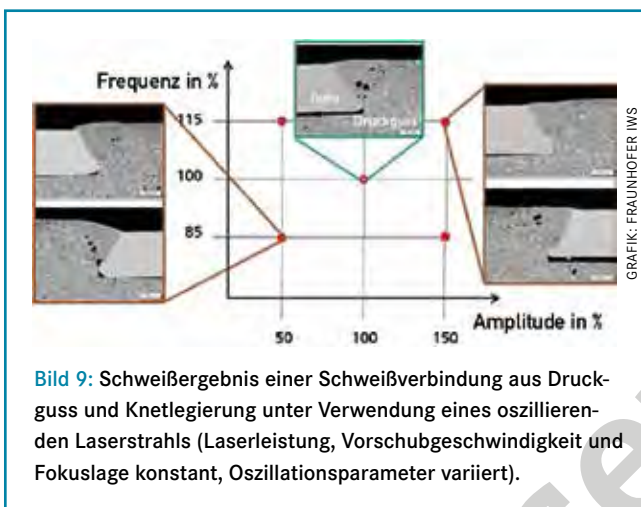 Frequenz in %
115
100
85
Druckguss
50
100
150
Amplitude in %
GRAFIK: FRAUNHOFER IWS
Bild 9: Schweißergebnis einer Schweißverbindung aus Druck-
guss und Knetlegierung unter Verwendung eines oszillieren-
den Laserstrahls (Laserleistung, Vorschubgeschwindigkeit und
Fokuslage konstant, Oszillationsparameter variiert).